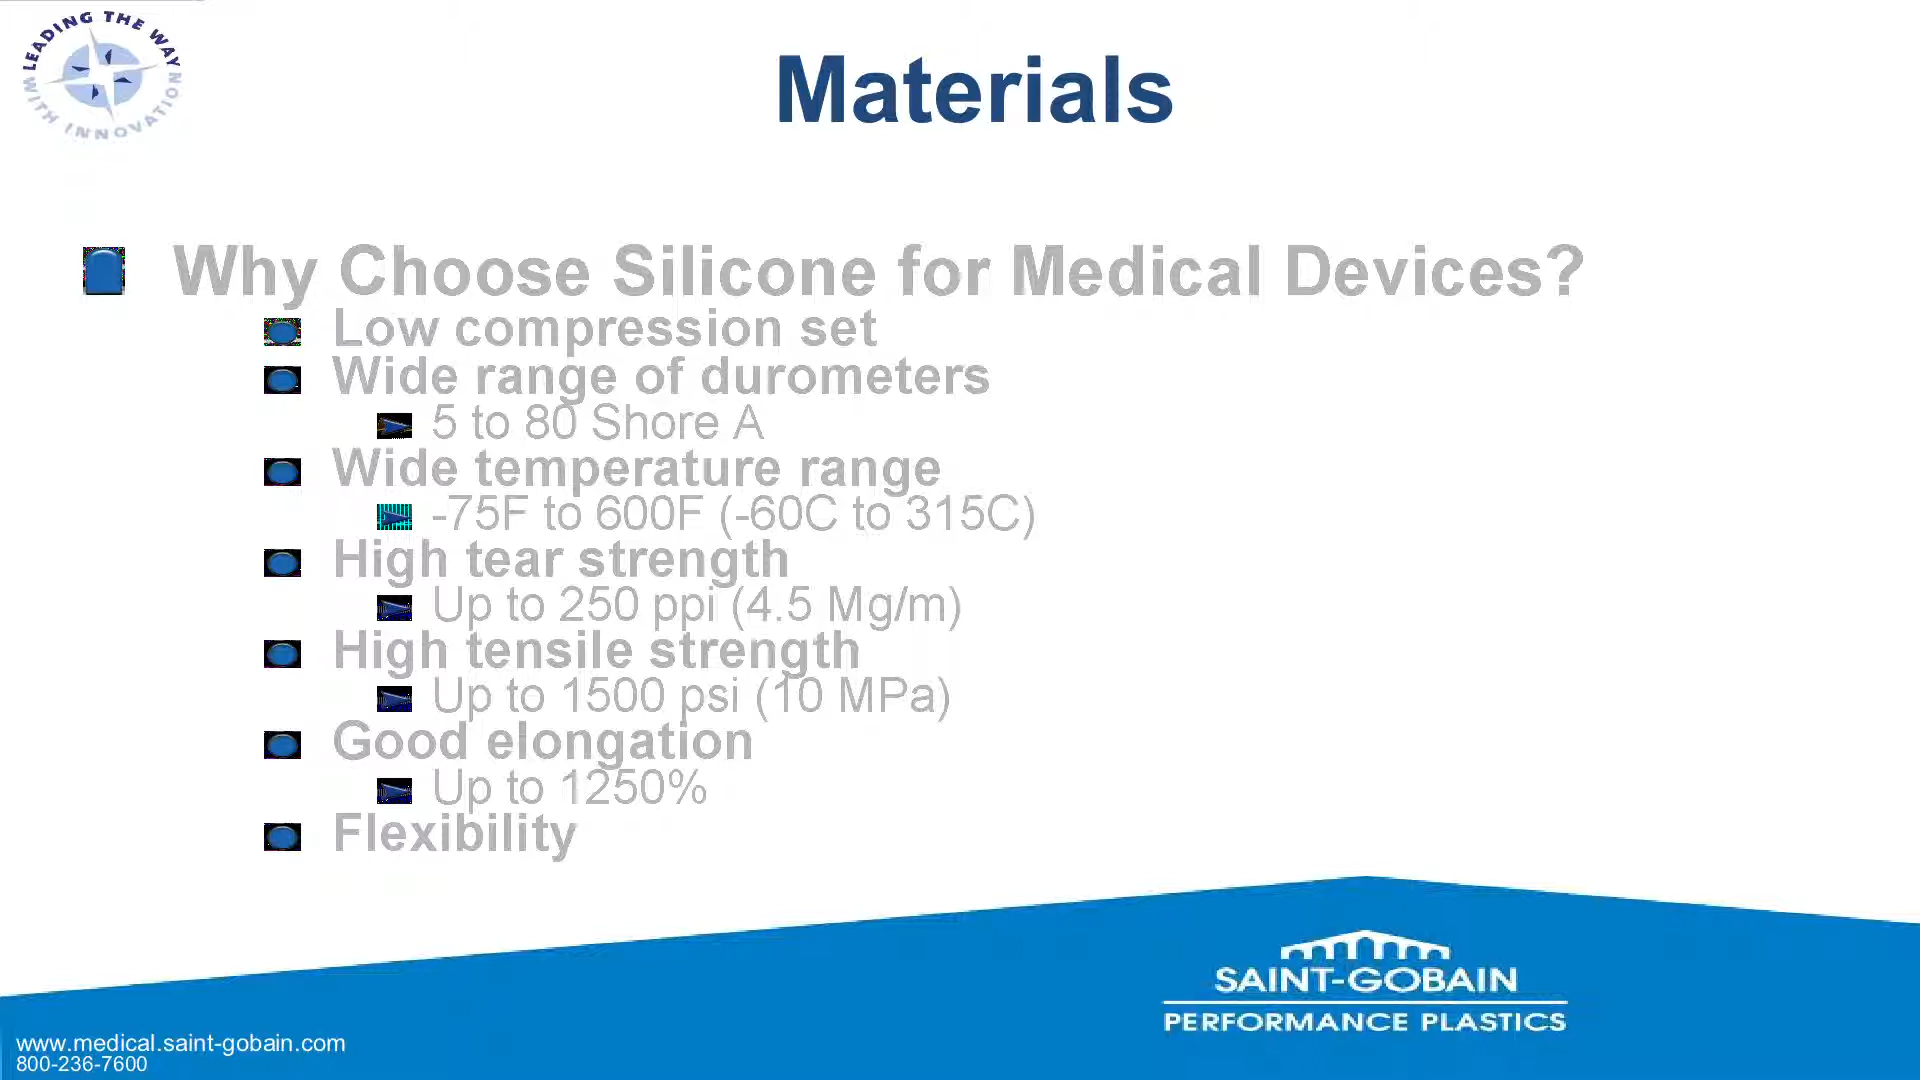 LEADING THE WAY
WITH INNOVATION
Materials
Why Choose Silicone for Medical Devices?
Low compression set
Wide range of durometers
5 to 80 Shore A
Wide temperature range
-75F to 600F (-60C to 315C)
High tear strength
Up to 250 ppi (4.5 Mg/m)
High tensile strength
Up to 1500 psi (10 MPa)
Good elongation
Up to 1250%
Flexibility
SAINT-GOBAIN
PERFORMANCE PLASTICS
www.medical.saint-gobain.com
800-236-7600